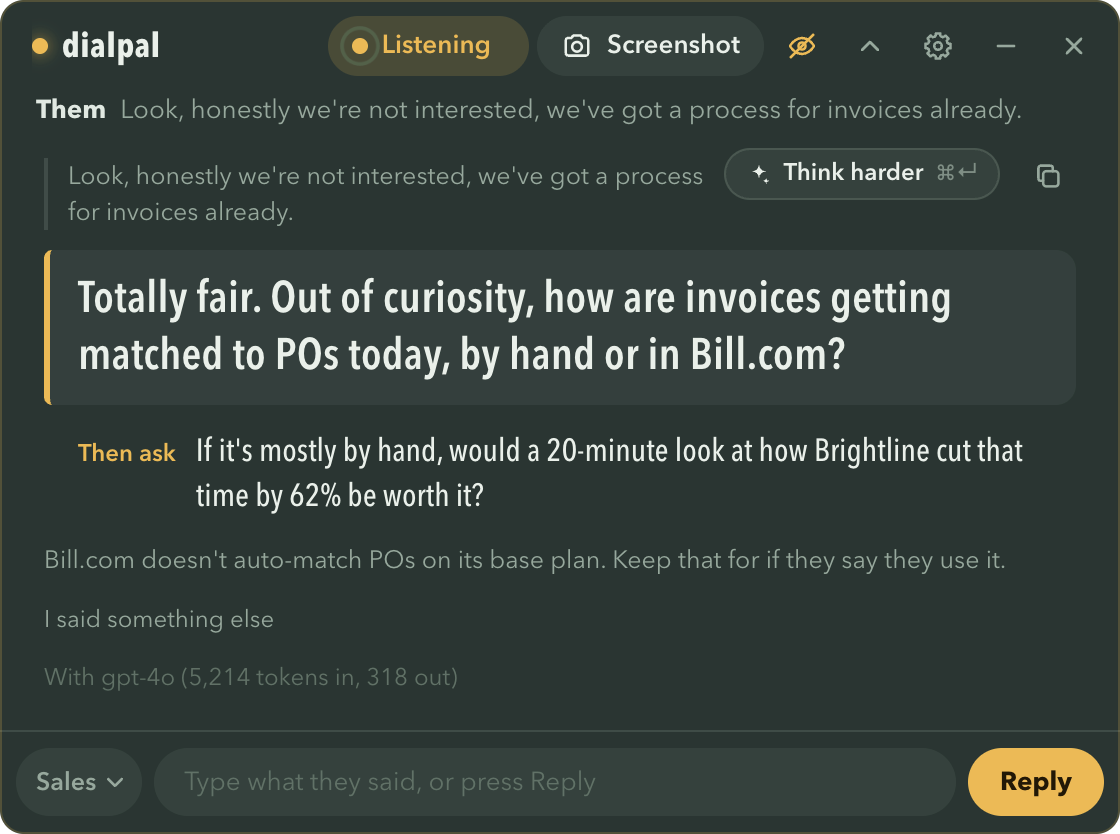 dialpal
Listening
Screenshot
Them Look, honestly we're not interested, we've got a process for invoices already.
Look, honestly we're not interested, we've got a process
for invoices already.
Think harder ⌘↵
Totally fair. Out of curiosity, how are invoices getting
matched to POs today, by hand or in Bill.com?
Then ask If it's mostly by hand, would a 20-minute look at how Brightline cut that
time by 62% be worth it?
Bill.com doesn't auto-match POs on its base plan. Keep that for if they say they use it.
I said something else
With gpt-4o (5,214 tokens in, 318 out)
Sales
Type what they said, or press Reply
Reply